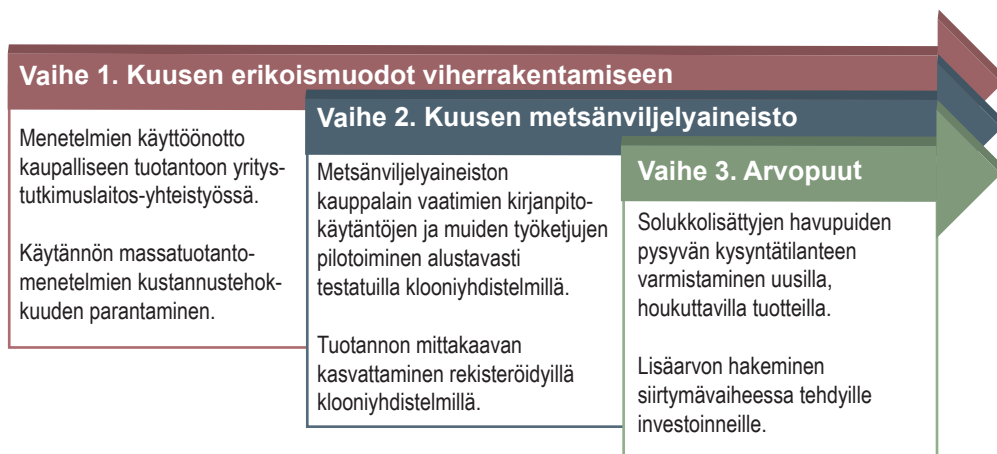 Vaihe 1. Kuusen erikoismuodot viherrakentamiseen
Menetelmien käyttöönotto
kaupalliseen tuotantoon yritys-
tutkimuslaitos-yhteistyössä.
Käytännön massatuotanto-
menetelmien kustannustehok-
kuuden parantaminen.
Vaihe 2. Kuusen metsänviljelyaineisto
Metsänviljelyaineiston
kauppalain vaatimien kirjanpito-
käytäntöjen ja muiden työketjujen
pilotoiminen alustavasti
testatuilla klooniyhdistelmillä.
Tuotannon mittakaavan
kasvattaminen rekisteröidyillä
klooniyhdistelmillä.
Vaihe 3. Arvopuut
Solukkolisättyjen havupuiden
pysyvän kysyntätilanteen
varmistaminen uusilla,
houkuttavilla tuotteilla.
Lisäarvon hakeminen
siirtymävaiheessa tehdyille
investoinneille.